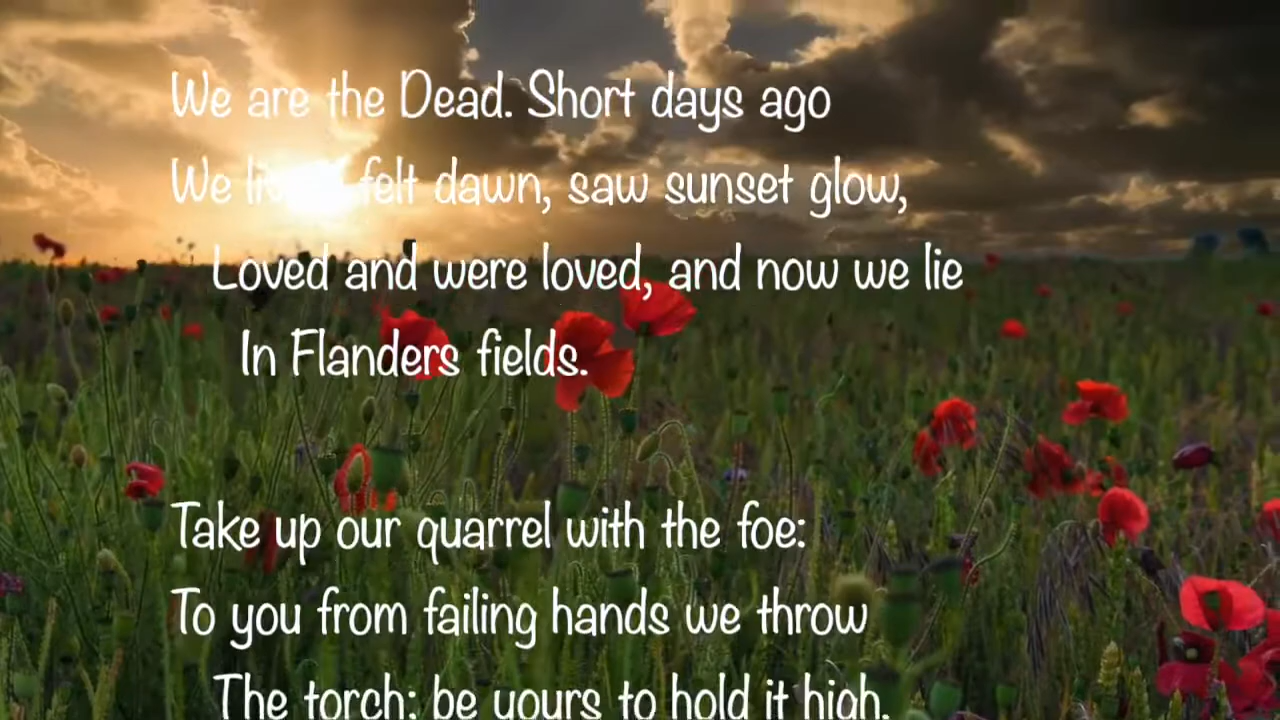 We are the Dead. Short days ago
We felt dawn, saw sunset glow,
Loved and were loved, and now we lie
In Flanders fields.
Take up our quarrel with the foe:
To you from failing hands we throw
The torch; be yours to hold it high.